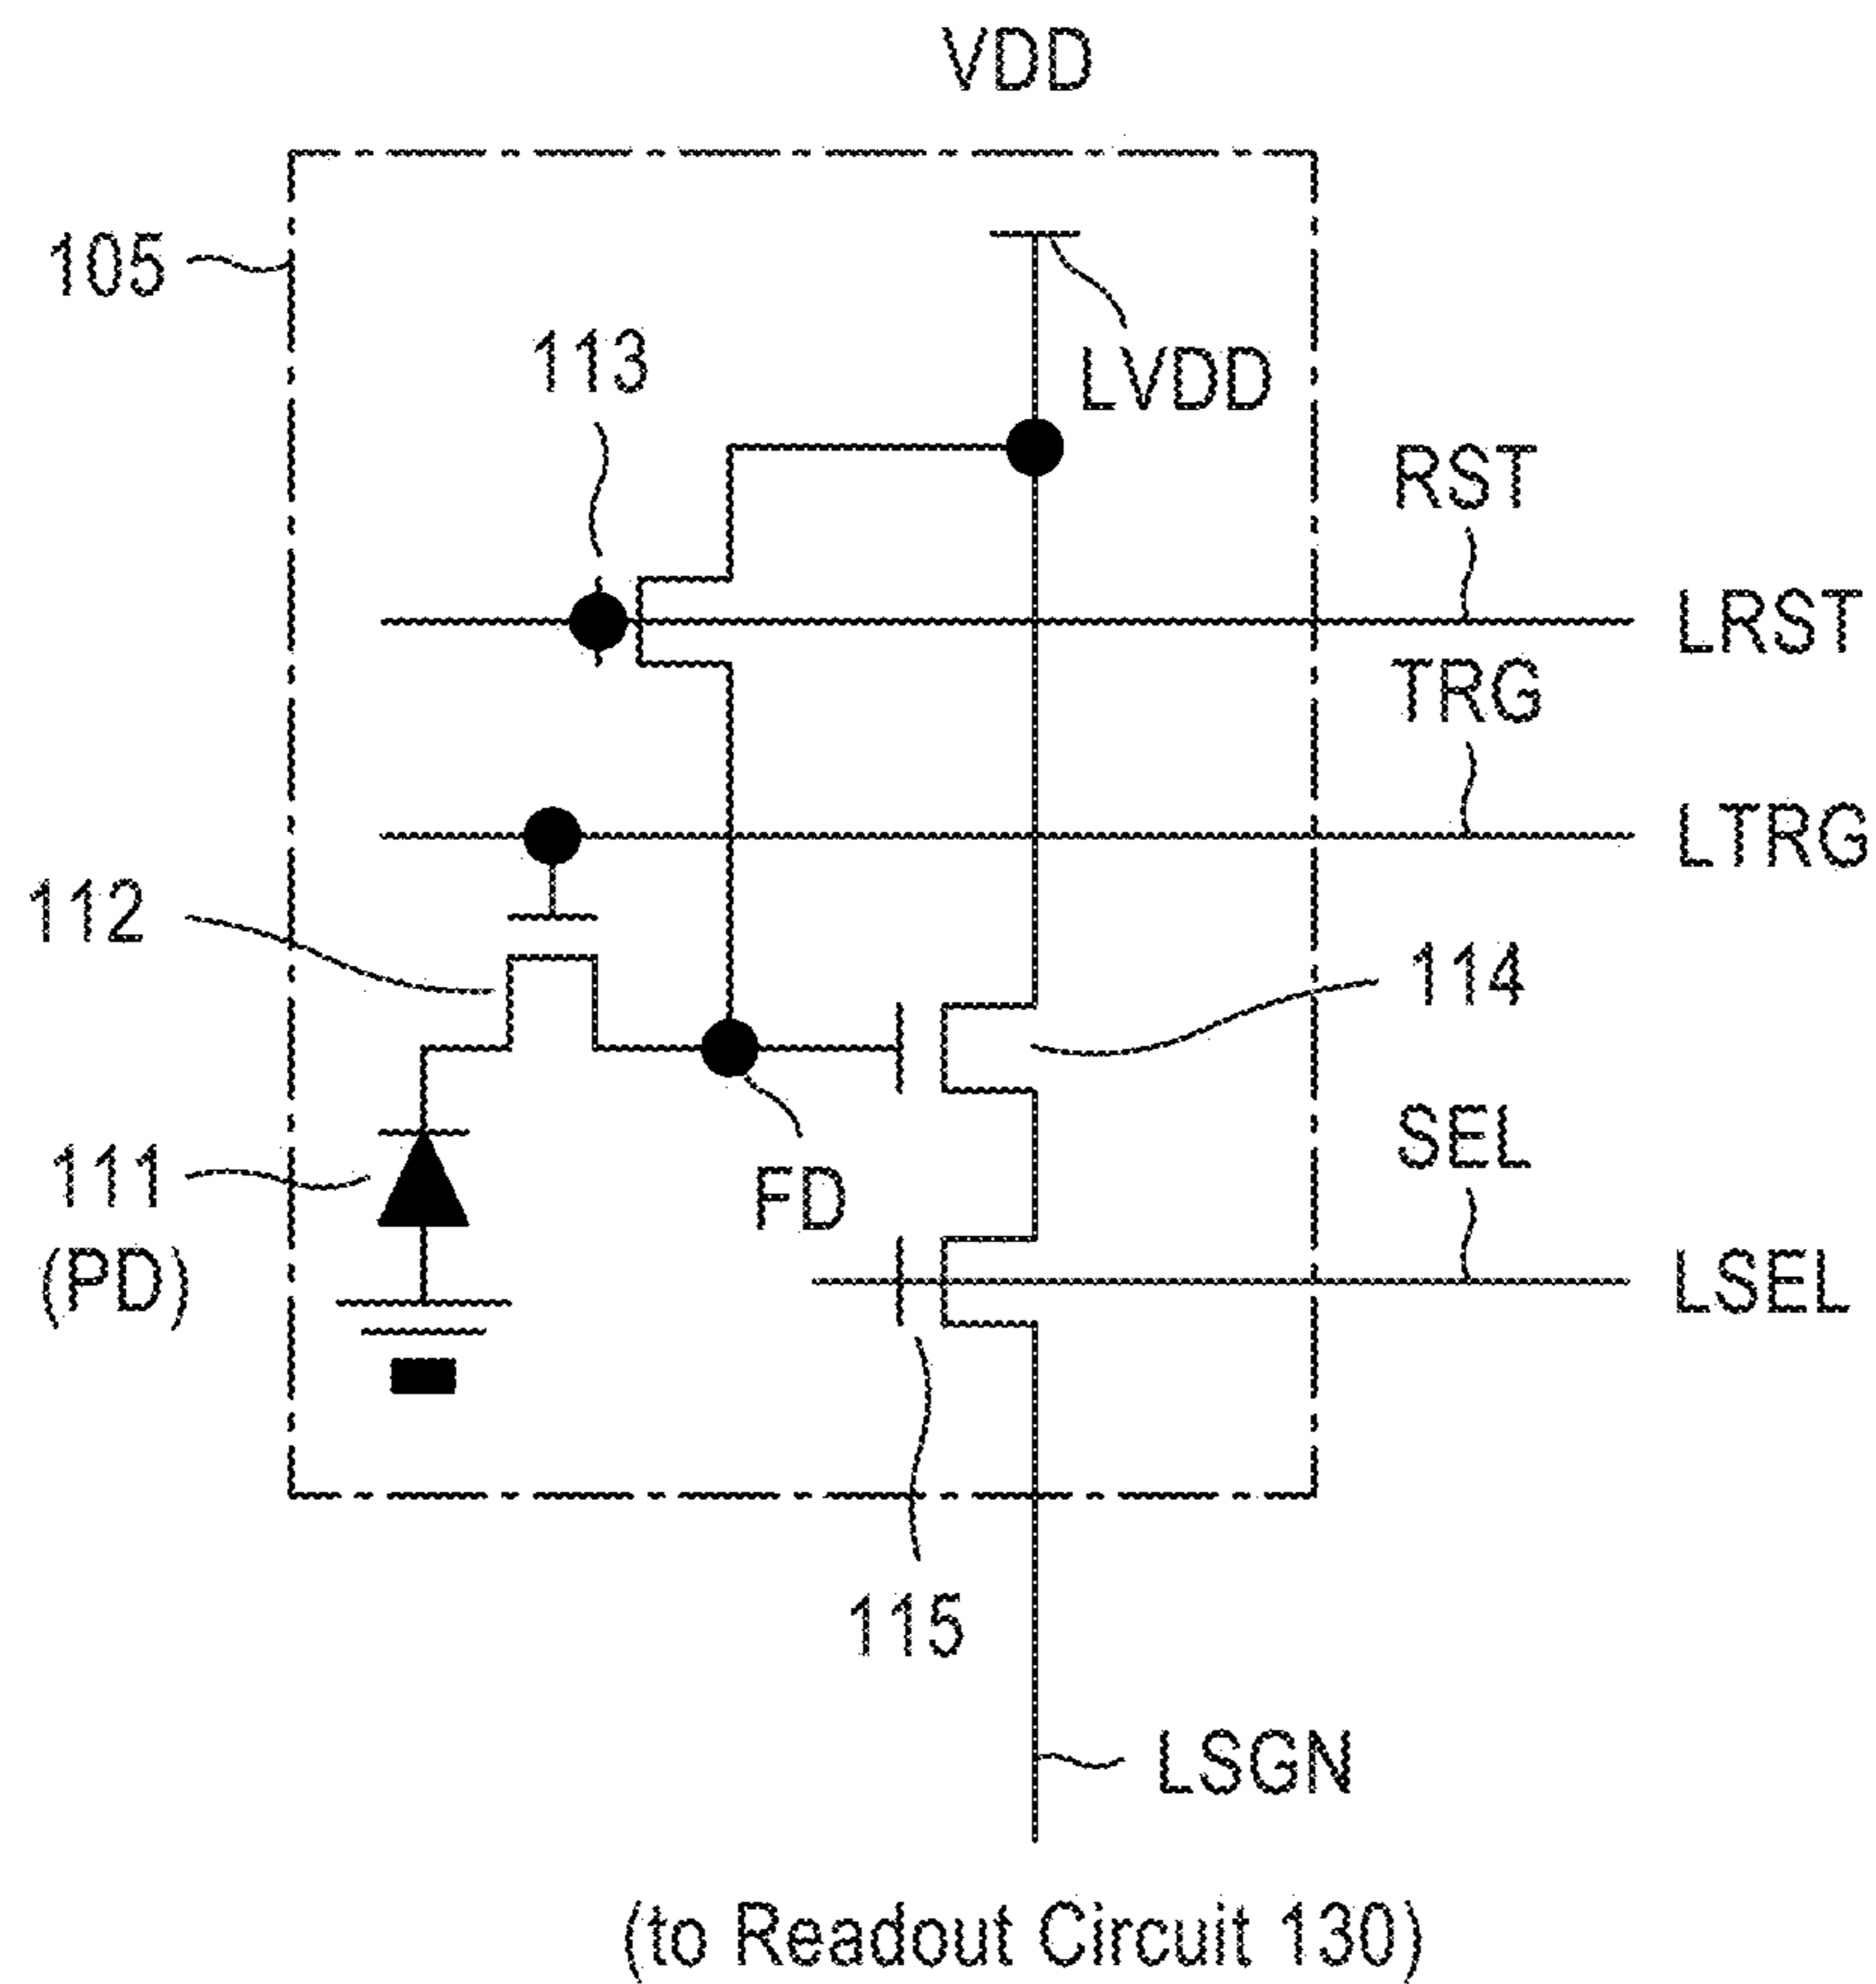 VDD
105
113
LVDD
RST
LRST
TRG
LTRG
112
114
SEL
111
(PD)
FD
LSEL
115
LSGN
(to Readout Circuit 130)